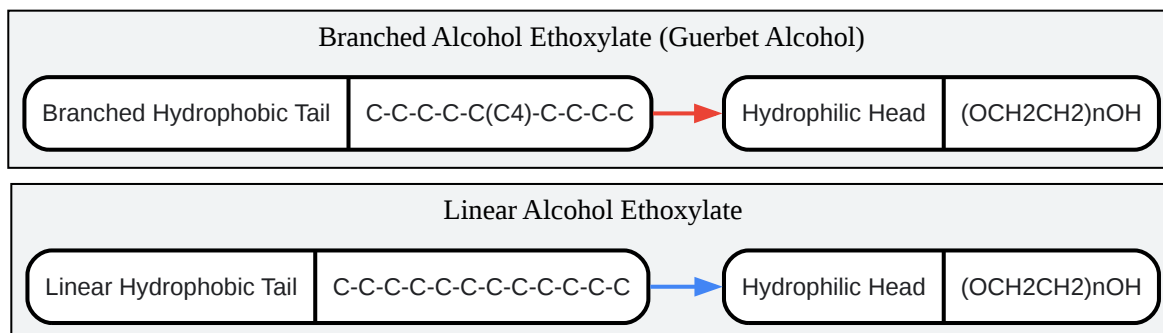 Branched Alcohol Ethoxylate (Guerbet Alcohol)
Branched Hydrophobic Tail
C-C-C-C-C(C4)-C-C-C-C
Hydrophilic Head
(OCH2CH2)nOH
Linear Alcohol Ethoxylate
Linear Hydrophobic Tail
C-C-C-C-C-C-C-C-C-C-C-C
Hydrophilic Head
(OCH2CH2)nOH